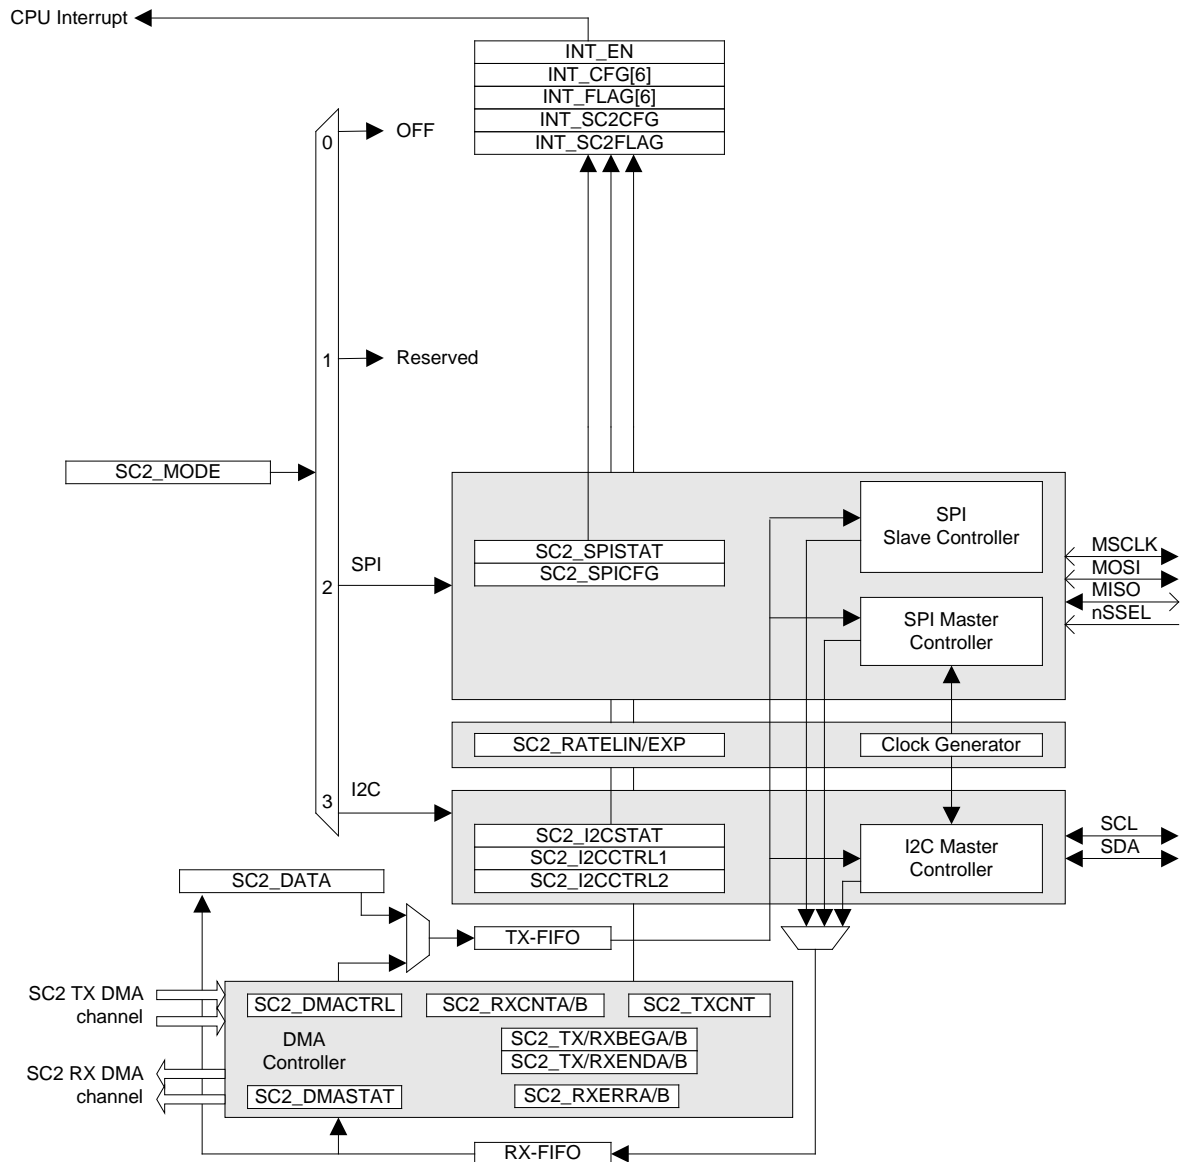 CPU Interrupt
INT_EN
INT_CFG[6]
INT_FLAG[6]
INT_SC2CFG
INT_SC2FLAG
0
OFF
1
Reserved
SC2_MODE
SPI
2
SC2_SPISTAT
SC2_SPICFG
SPI
Slave Controller
SPI Master
Controller
MSCLK
MOSI
MISO
nSSEL
SC2_RATELIN/EXP
Clock Generator
I2C
3
SC2_I2CSTAT
SC2_I2CCTRL1
SC2_I2CCTRL2
I2C Master
Controller
SCL
SDA
SC2_DATA
TX-FIFO
SC2 TX DMA
channel
SC2_DMACTRL
SC2_RXCNTA/B
SC2_TXCNT
DMA
Controller
SC2_TX/RXBEGA/B
SC2_TX/RXENDA/B
SC2 RX DMA
channel
SC2_DMASTAT
SC2_RXERRA/B
RX-FIFO